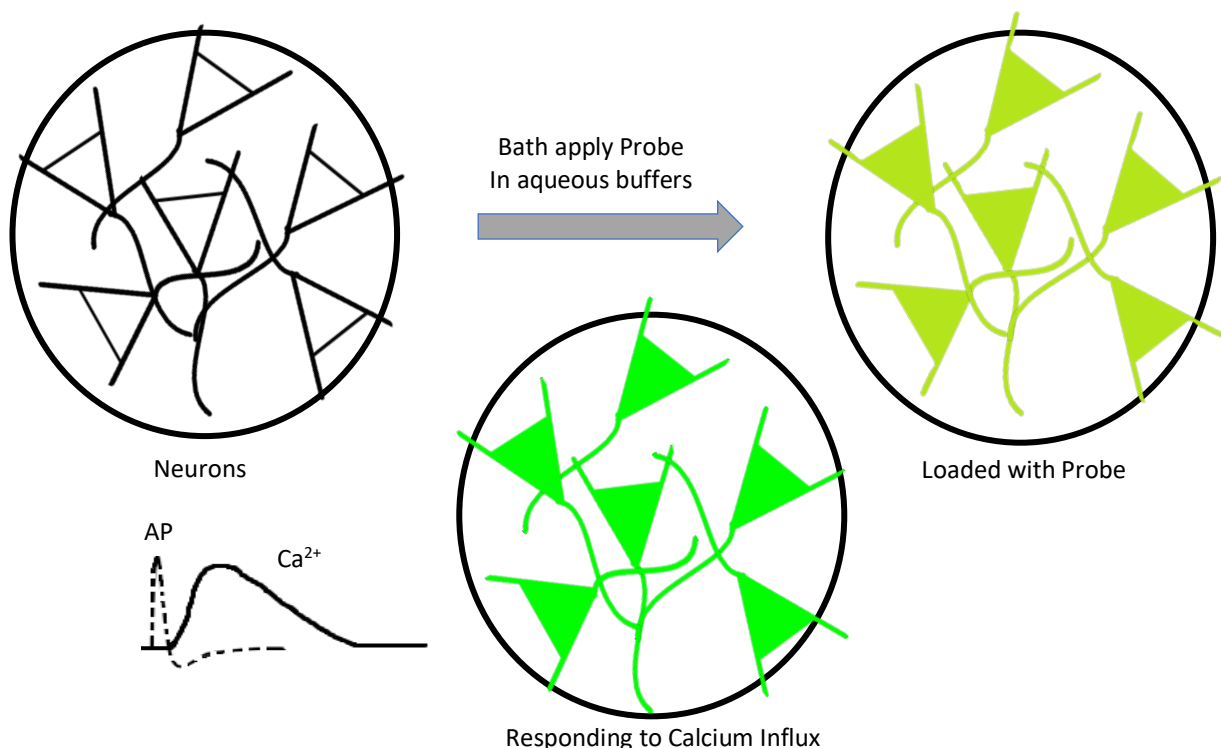 Bath apply Probe
In aqueous buffers
Neurons
Loaded with Probe
AP
Ca²⁺
Responding to Calcium Influx